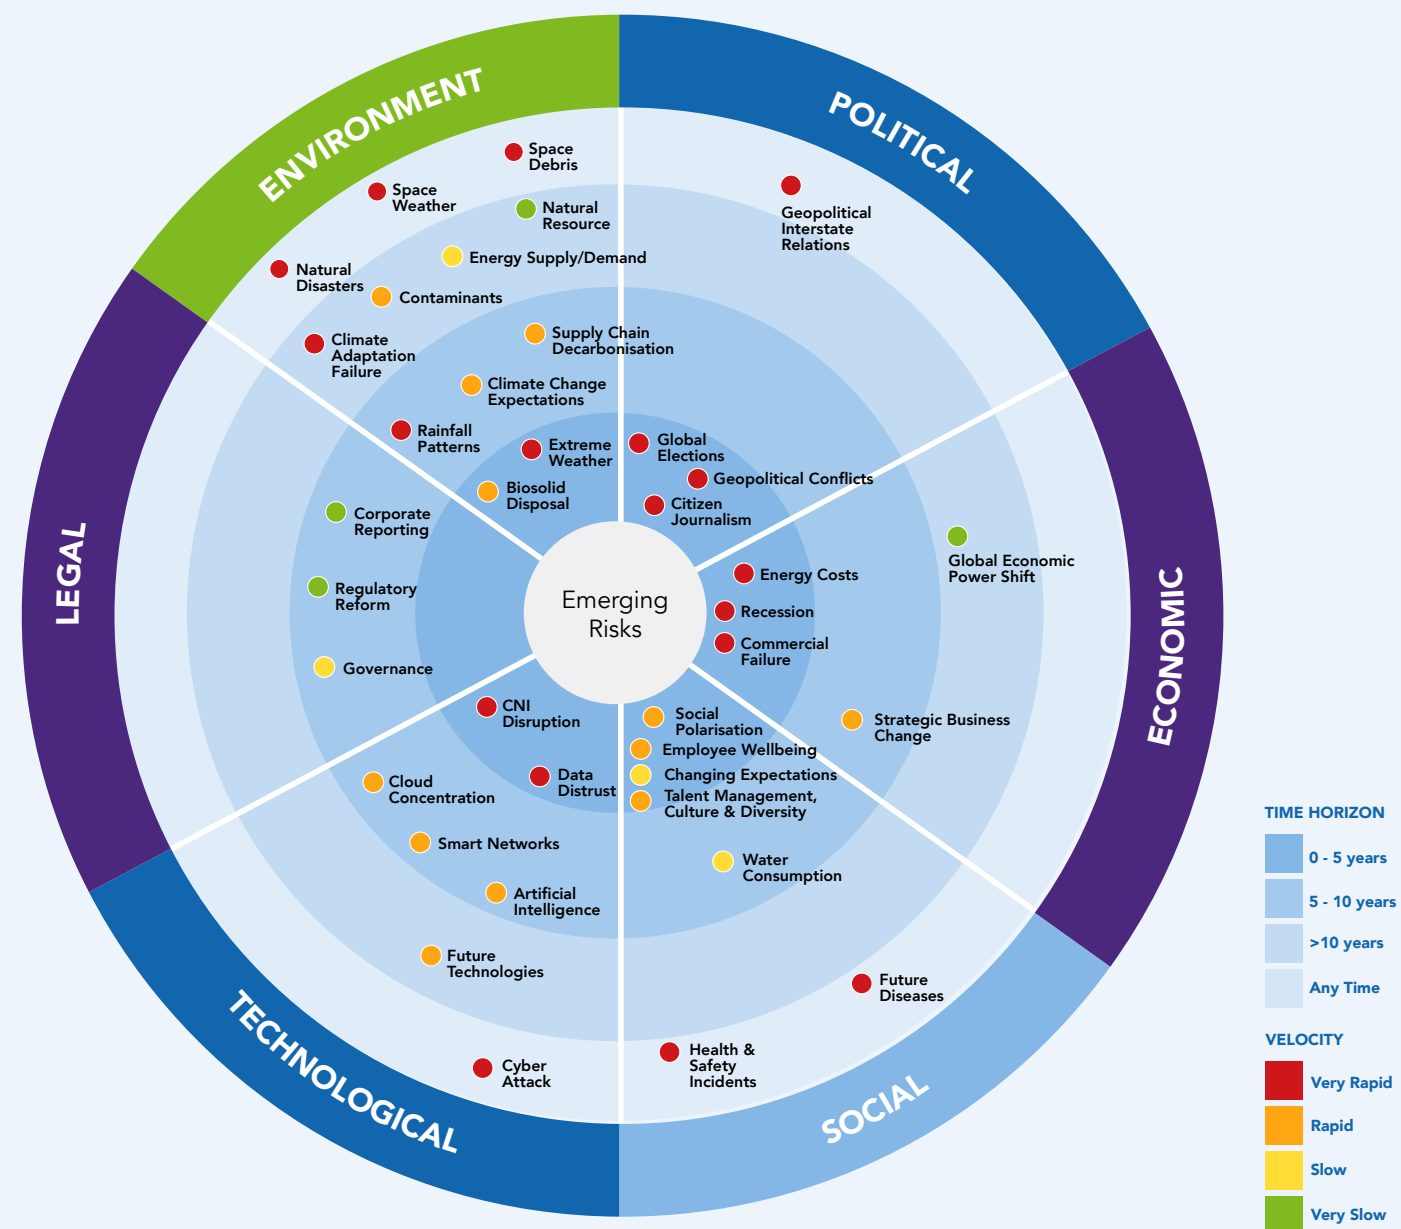 ENVIRONMENT
POLITICAL
ECONOMIC
SOCIAL
TECHNOLOGICAL
LEGAL
Space
Debris
Space
Weather
Natural
Resource
Energy Supply/Demand
Natural
Disasters
Contaminants
Climate
Adaptation
Failure
Supply Chain
Decarbonisation
Climate Change
Expectations
Rainfall
Patterns
Extreme
Weather
Biosolid
Disposal
Geopolitical
Interstate
Relations
Global
Elections
Geopolitical Conflicts
Citizen
Journalism
Global Economic
Power Shift
Energy Costs
Recession
Commercial
Failure
Strategic Business
Change
Emerging
Risks
Social
Polarisation
Employee Wellbeing
Changing Expectations
Talent Management,
Culture & Diversity
Water
Consumption
Future
Diseases
Health &
Safety
Incidents
CNI
Disruption
Data
Distrust
Cloud
Concentration
Smart Networks
Artificial
Intelligence
Future
Technologies
Cyber
Attack
Corporate
Reporting
Regulatory
Reform
Governance
TIME HORIZON
0 - 5 years
5 - 10 years
>10 years
Any Time
VELOCITY
Very Rapid
Rapid
Slow
Very Slow